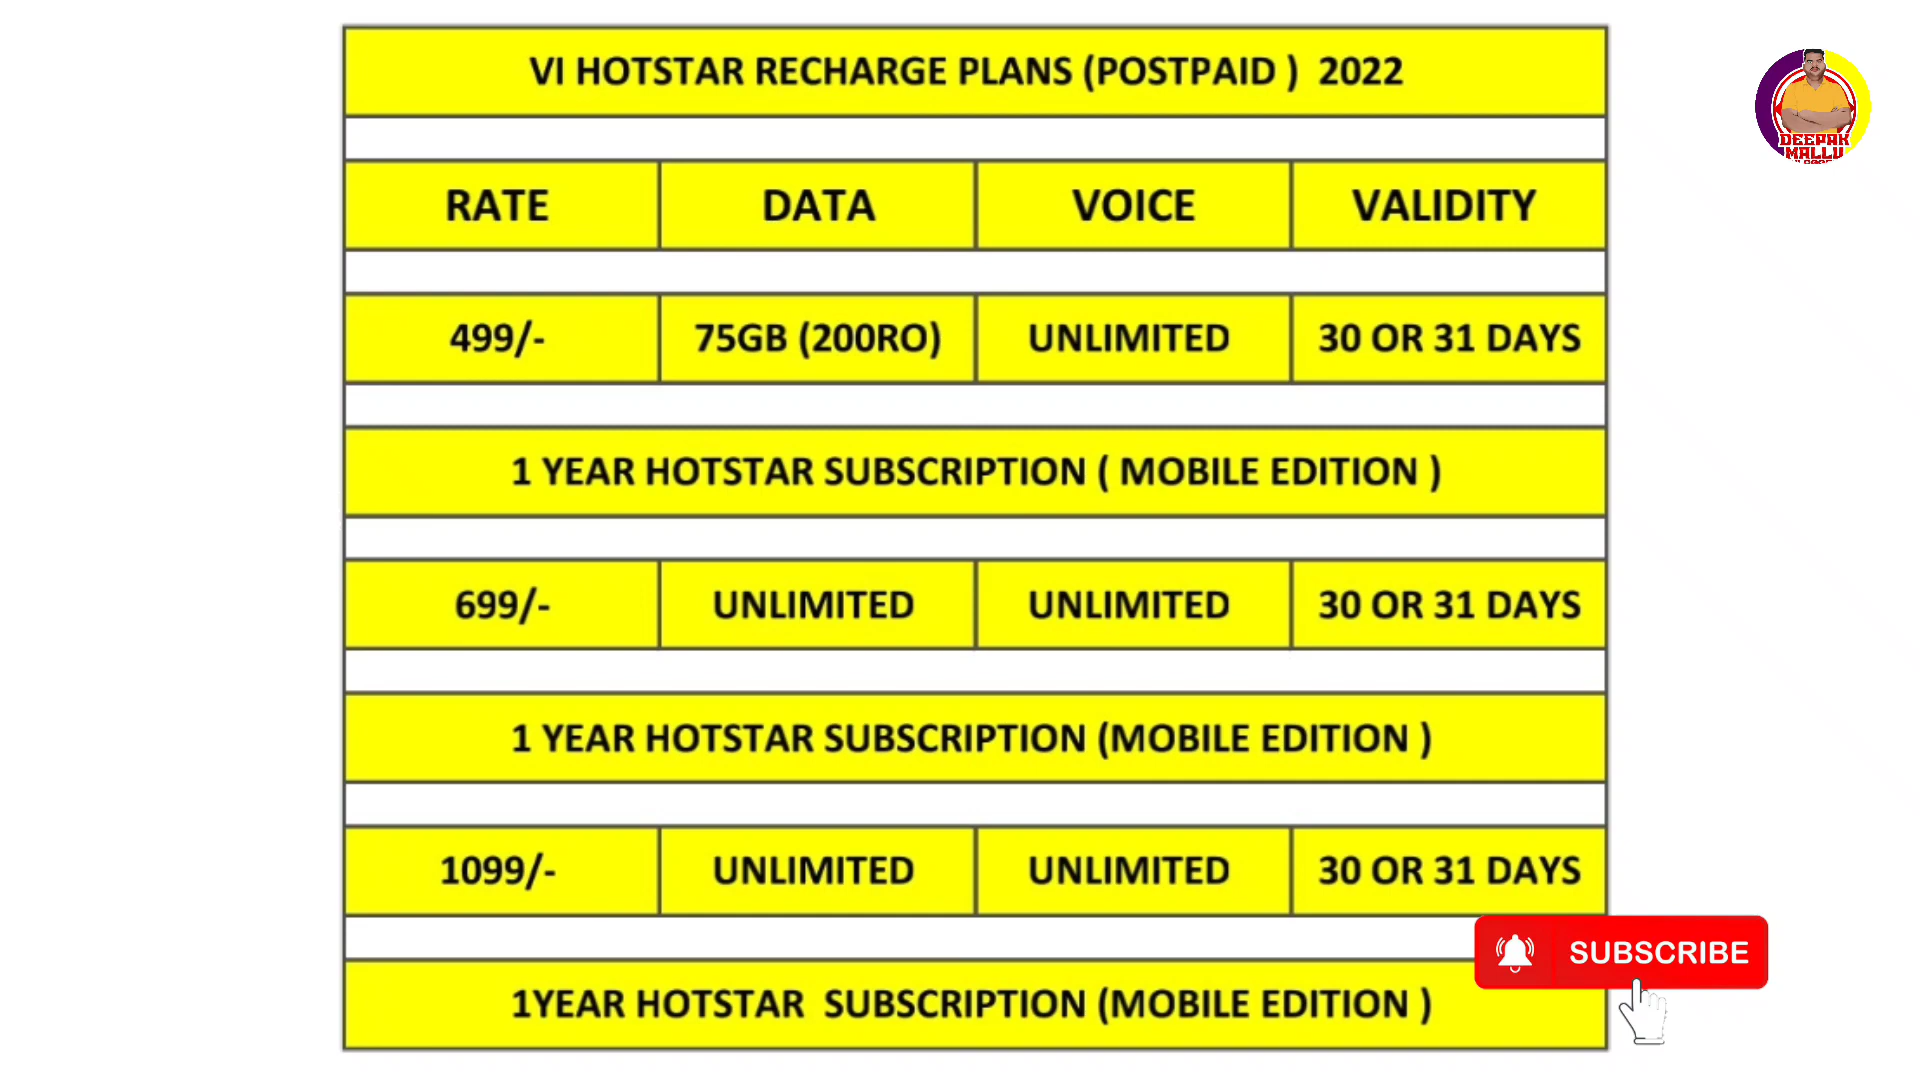 VI HOTSTAR RECHARGE PLANS (POSTPAID ) 2022
RATE DATA VOICE VALIDITY
499/- 75GB (200RO) UNLIMITED 30 OR 31 DAYS
1 YEAR HOTSTAR SUBSCRIPTION ( MOBILE EDITION )
699/- UNLIMITED UNLIMITED 30 OR 31 DAYS
1 YEAR HOTSTAR SUBSCRIPTION (MOBILE EDITION )
1099/- UNLIMITED UNLIMITED 30 OR 31 DAYS
1YEAR HOTSTAR SUBSCRIPTION (MOBILE EDITION )
DEEPAK
MALLU
SUBSCRIBE